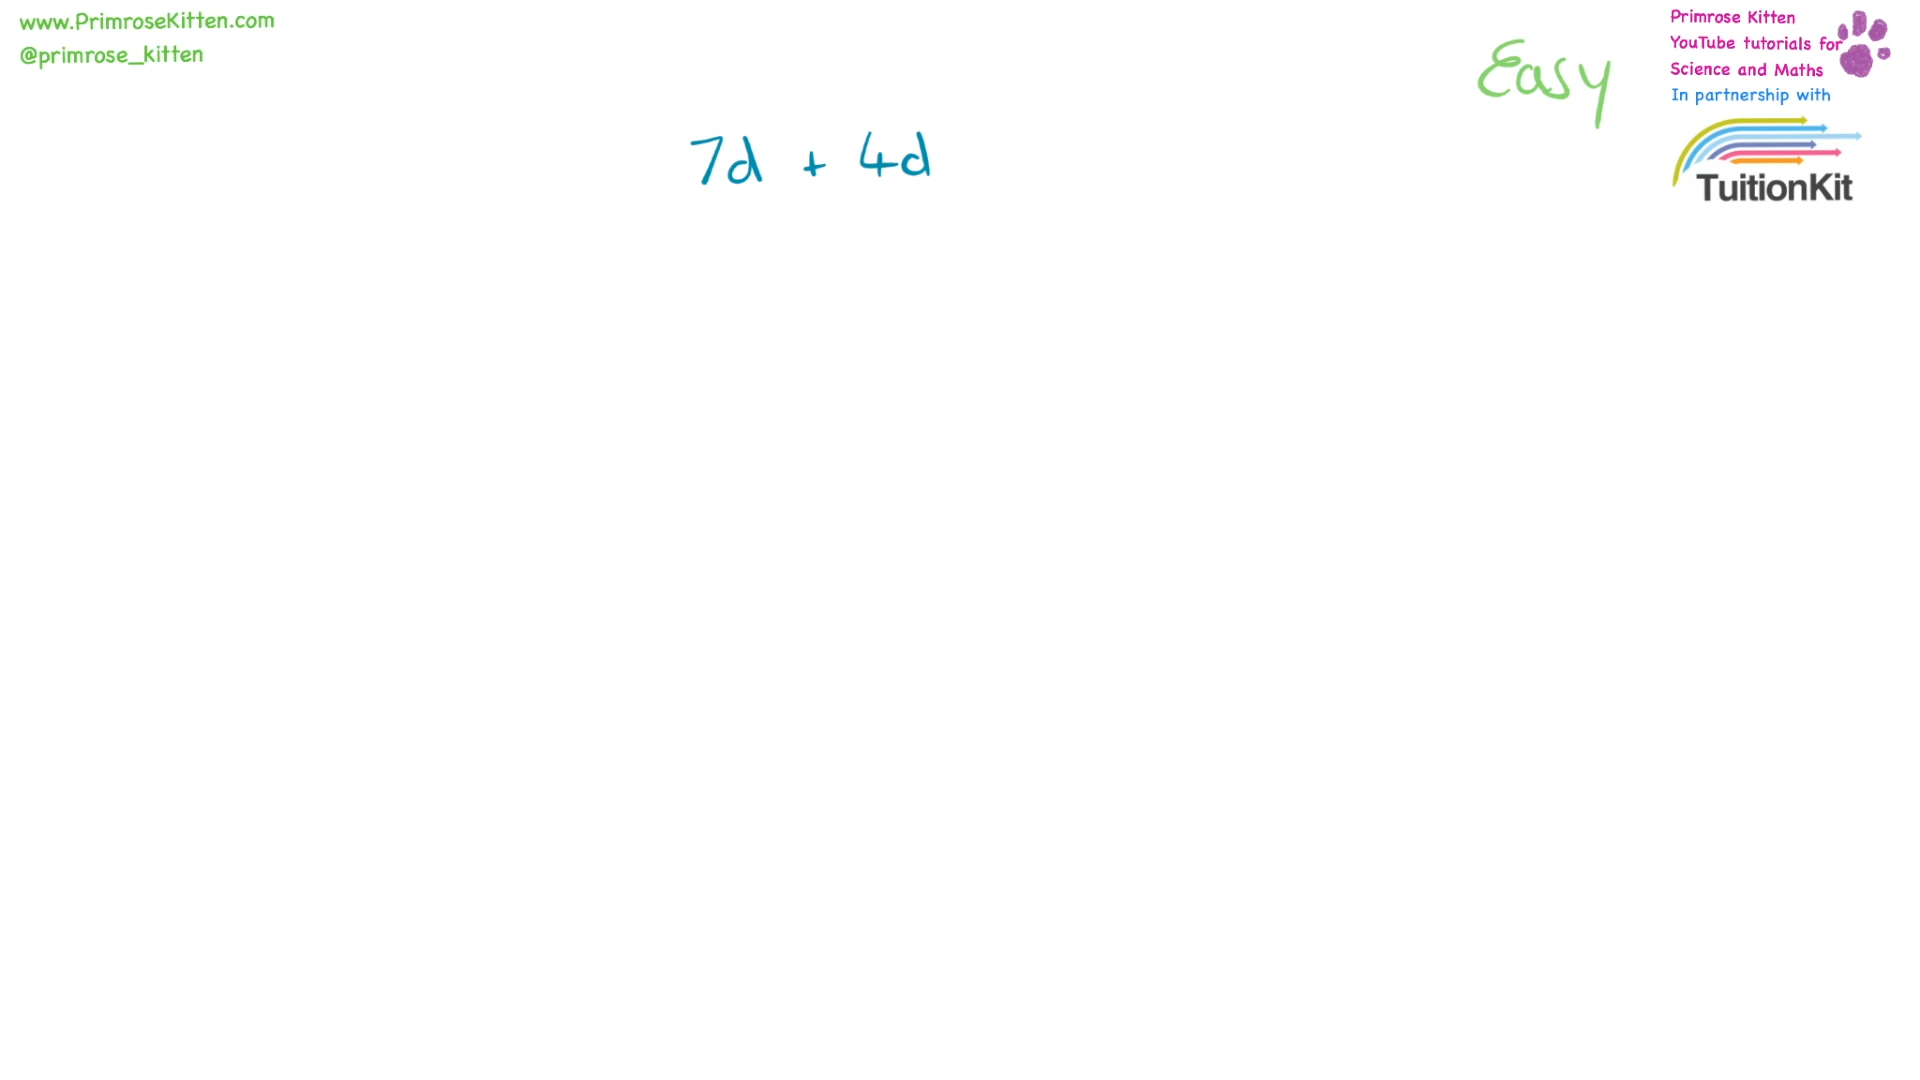 www.PrimroseKitten.com
@primrose_kitten
Primrose Kitten
YouTube tutorials for
Science and Maths
In partnership with
TuitionKit
Easy
7d + 4d